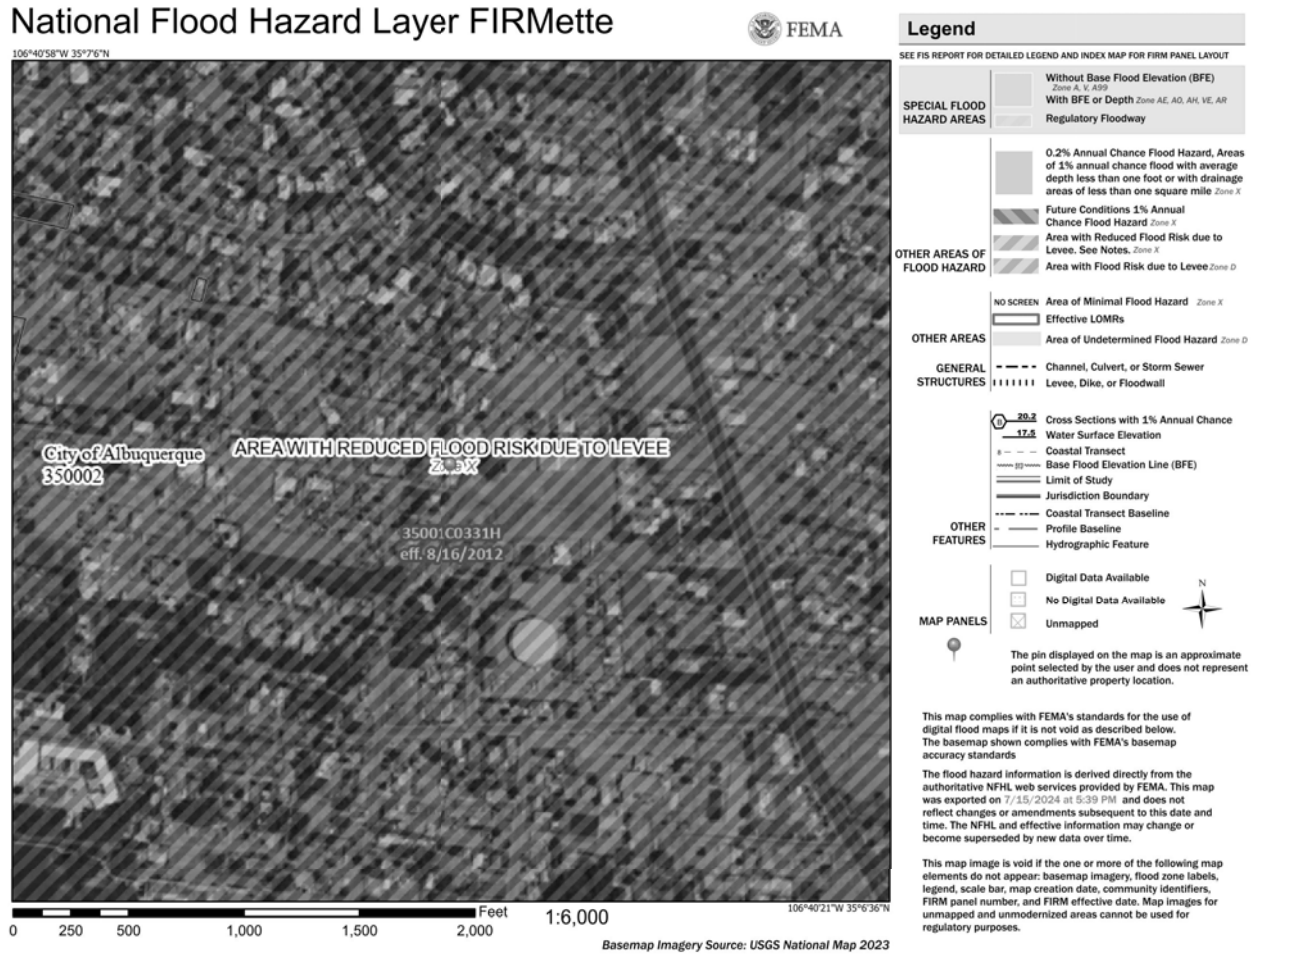 National Flood Hazard Layer FIRMette
FEMA
106°40'58"W 35°7'6"N
City of Albuquerque
350002
AREA WITH REDUCED FLOOD RISK DUE TO LEVEE
Zone X
35001C0331H
eff. 8/16/2012
106°40'21"W 35°6'36"N
Feet
1:6,000
0 250 500 1,000 1,500 2,000
Basemap Imagery Source: USGS National Map 2023
Legend
SEE FIS REPORT FOR DETAILED LEGEND AND INDEX MAP FOR FIRM PANEL LAYOUT
SPECIAL FLOOD
HAZARD AREAS
Without Base Flood Elevation (BFE)
Zone A, V, A99
With BFE or Depth Zone AE, AO, AH, VE, AR
Regulatory Floodway
OTHER AREAS OF
FLOOD HAZARD
0.2% Annual Chance Flood Hazard, Areas
of 1% annual chance flood with average
depth less than one foot or with drainage
areas of less than one square mile Zone X
Future Conditions 1% Annual
Chance Flood Hazard Zone X
Area with Reduced Flood Risk due to
Levee. See Notes. Zone X
Area with Flood Risk due to Levee Zone D
OTHER AREAS
NO SCREEN Area of Minimal Flood Hazard Zone X
Effective LOMRs
Area of Undetermined Flood Hazard Zone D
GENERAL
STRUCTURES
Channel, Culvert, or Storm Sewer
Levee, Dike, or Floodwall
OTHER
FEATURES
B 20.2 Cross Sections with 1% Annual Chance
17.5 Water Surface Elevation
8 Coastal Transect
513 Base Flood Elevation Line (BFE)
Limit of Study
Jurisdiction Boundary
Coastal Transect Baseline
Profile Baseline
Hydrographic Feature
MAP PANELS
Digital Data Available
No Digital Data Available
Unmapped
N
The pin displayed on the map is an approximate
point selected by the user and does not represent
an authoritative property location.
This map complies with FEMA's standards for the use of
digital flood maps if it is not void as described below.
The basemap shown complies with FEMA's basemap
accuracy standards
The flood hazard information is derived directly from the
authoritative NFHL web services provided by FEMA. This map
was exported on 7/15/2024 at 5:39 PM and does not
reflect changes or amendments subsequent to this date and
time. The NFHL and effective information may change or
become superseded by new data over time.
This map image is void if the one or more of the following map
elements do not appear: basemap imagery, flood zone labels,
legend, scale bar, map creation date, community identifiers,
FIRM panel number, and FIRM effective date. Map images for
unmapped and unmodernized areas cannot be used for
regulatory purposes.